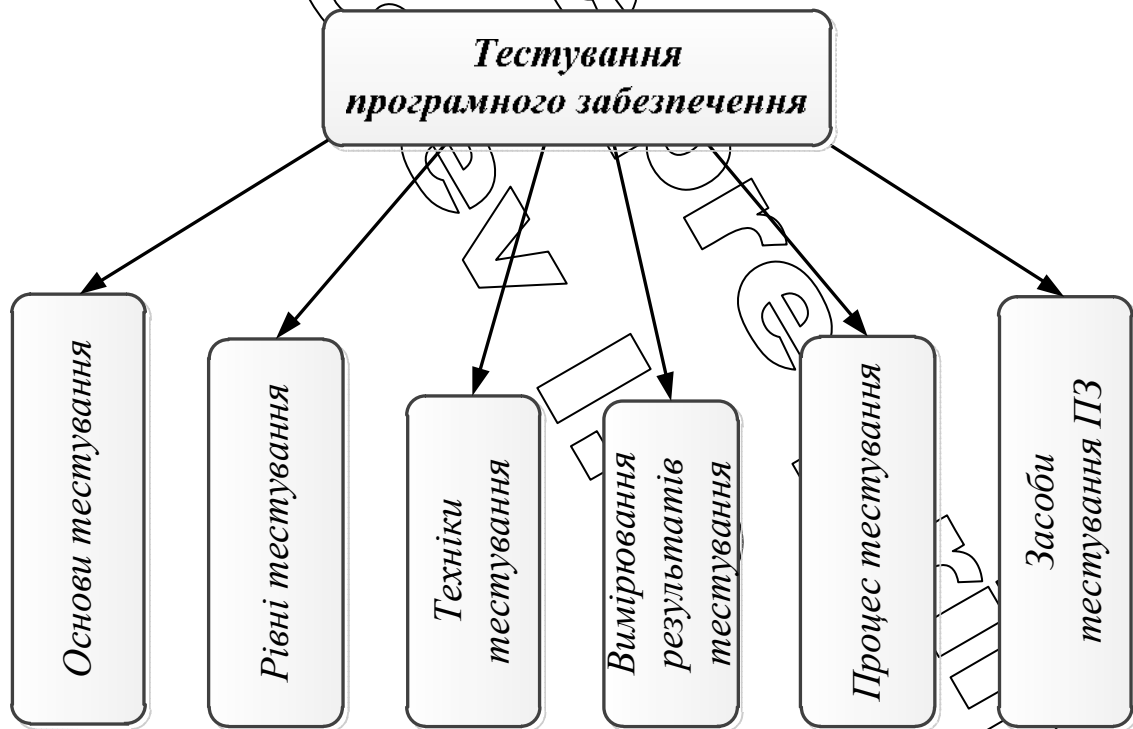 Тестування
програмного забезпечення
Основи тестування
Рівні тестування
Техніки
тестування
Вимірювання
результатів
тестування
Процес тестування
Засоби
тестування ПЗ